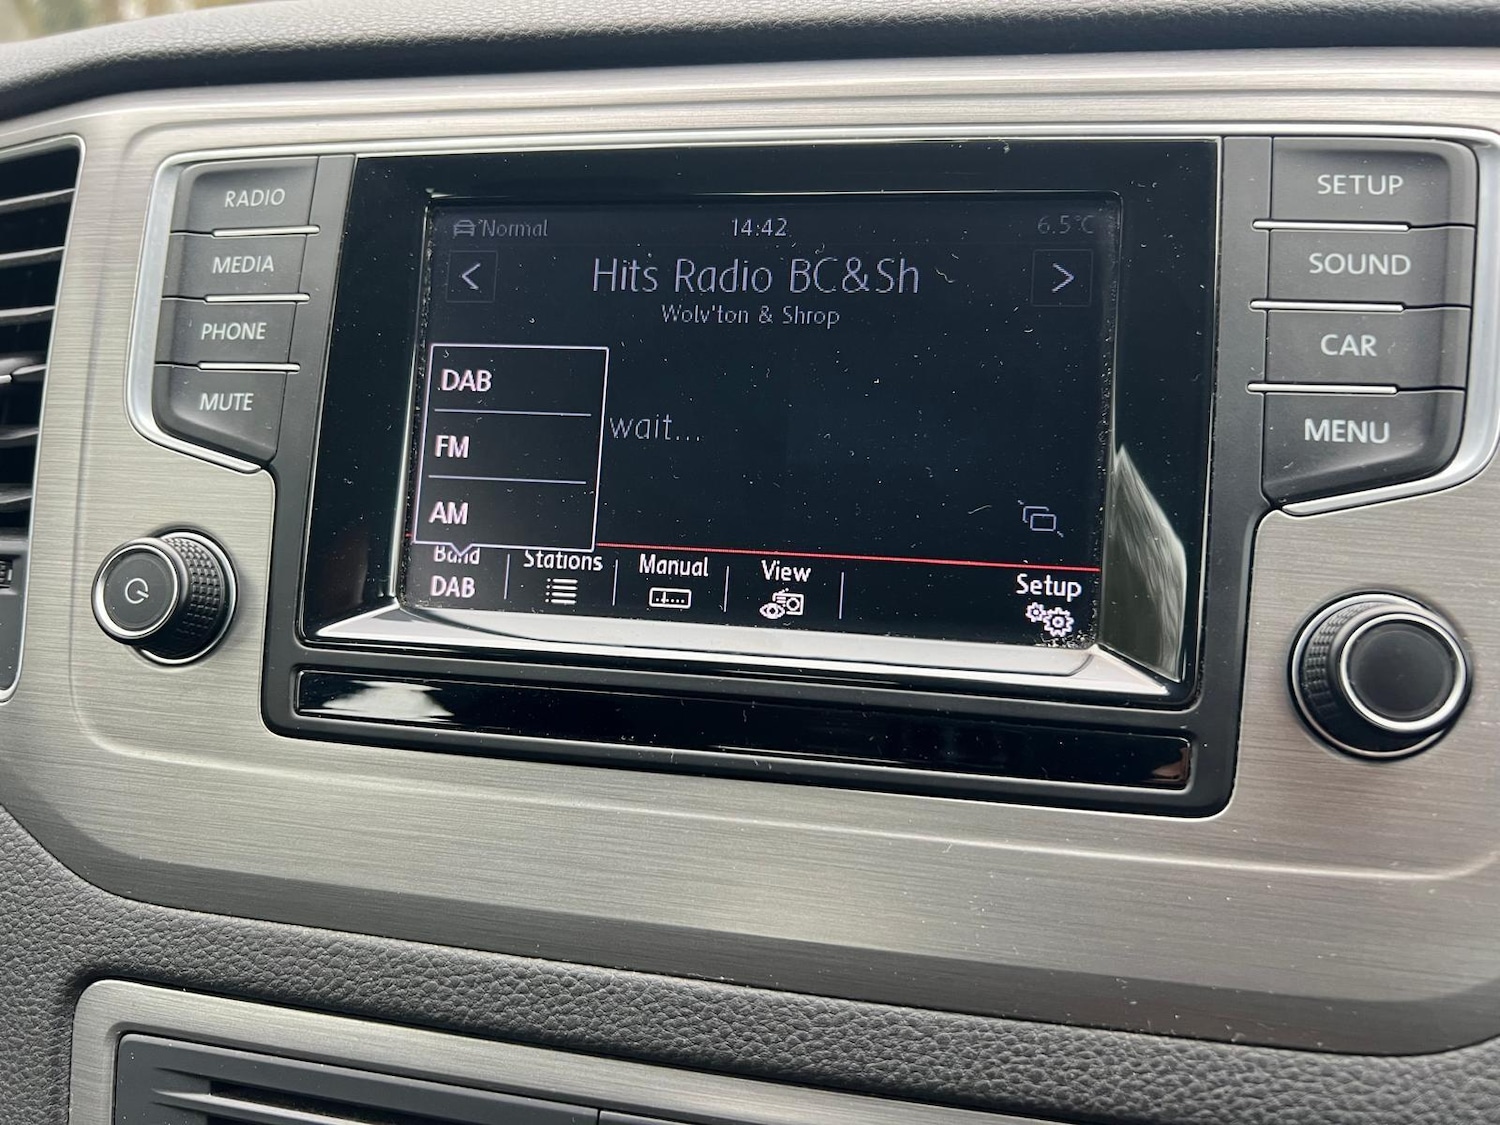 RADIO
MEDIA
PHONE
MUTE
Normal
14:42
6.5°C
Hits Radio BC&Sh
Wolv'ton & Shrop
DAB
FM
AM
wait...
Band
DAB
Stations
Manual
View
Setup
SETUP
SOUND
CAR
MENU